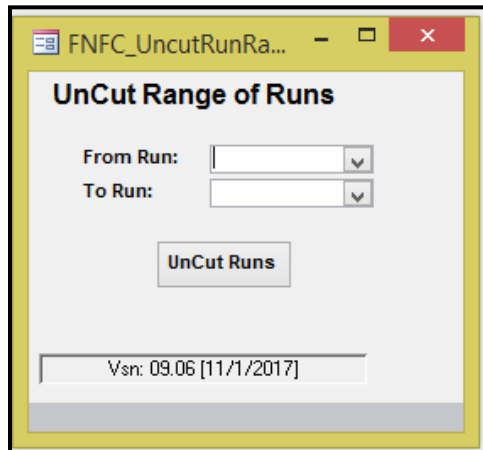 FNFC_UncutRunRa...
UnCut Range of Runs
From Run:
To Run:
UnCut Runs
Vsn: 09.06 [11/1/2017]